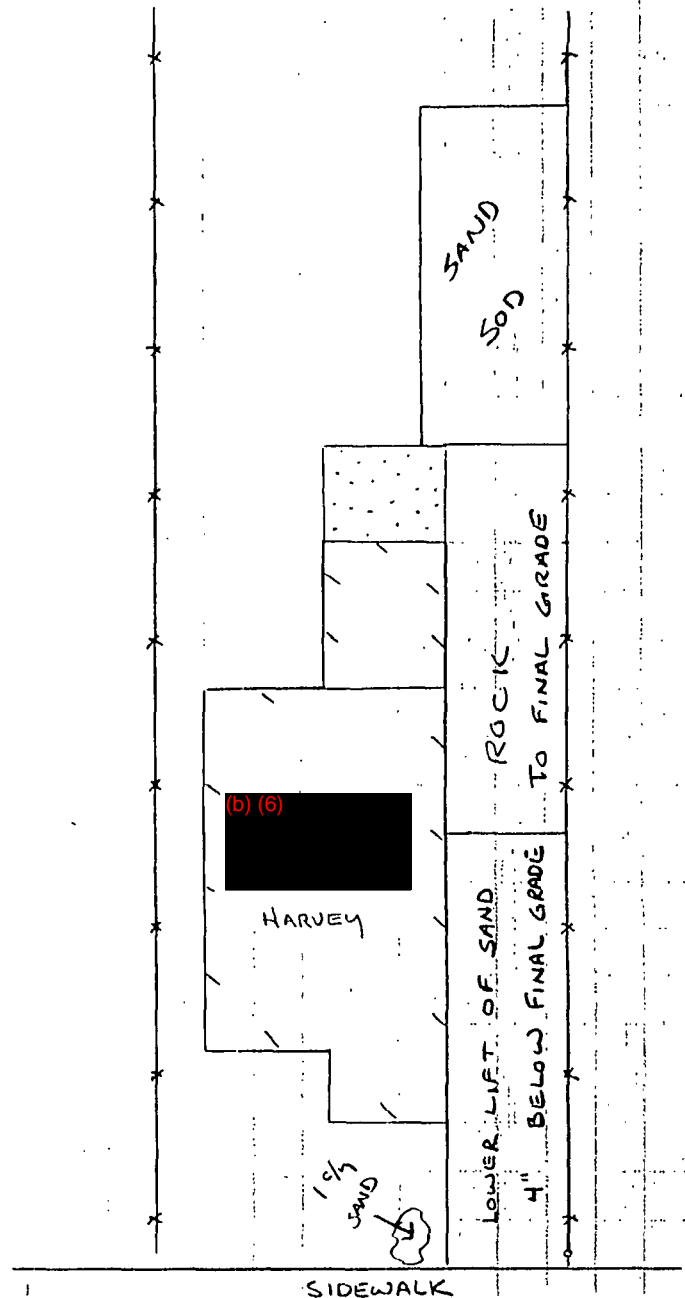 SAND
SOD
ROCK
TO FINAL GRADE
(b) (6)
HARVEY
LOWER LIFT OF SAND
4" BELOW FINAL GRADE
1 c/y
SAND
SIDEWALK